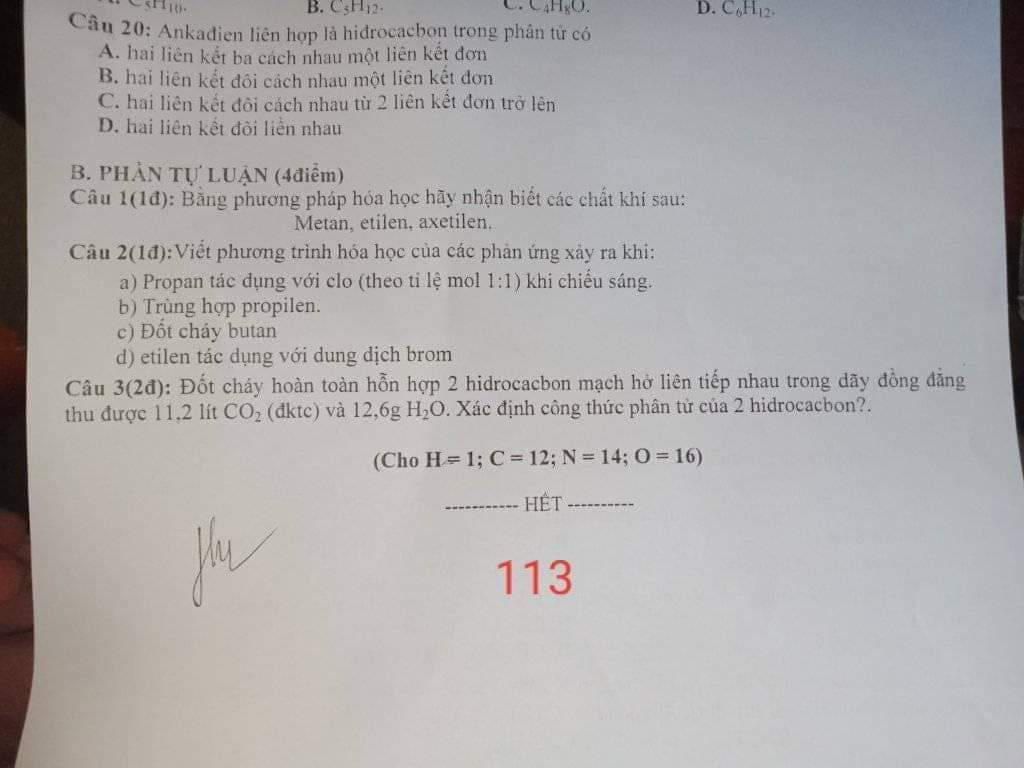 C₅H₁₀. B. C₅H₁₂. C. C₄H₈O. D. C₆H₁₂.
Câu 20: Ankađien liên hợp là hiđrocacbon trong phân tử có
A. hai liên kết ba cách nhau một liên kết đơn
B. hai liên kết đôi cách nhau một liên kết đơn
C. hai liên kết đôi cách nhau từ 2 liên kết đơn trở lên
D. hai liên kết đôi liền nhau
B. PHẦN TỰ LUẬN (4điểm)
Câu 1(1đ): Bằng phương pháp hóa học hãy nhận biết các chất khí sau:
Metan, etilen, axetilen.
Câu 2(1đ):Viết phương trình hóa học của các phản ứng xảy ra khi:
a) Propan tác dụng với clo (theo tỉ lệ mol 1:1) khi chiếu sáng.
b) Trùng hợp propilen.
c) Đốt cháy butan
d) etilen tác dụng với dung dịch brom
Câu 3(2đ): Đốt cháy hoàn toàn hỗn hợp 2 hidrocacbon mạch hở liên tiếp nhau trong dãy đồng đẳng
thu được 11,2 lít CO₂ (đktc) và 12,6g H₂O. Xác định công thức phân tử của 2 hidrocacbon?.
(Cho H = 1; C = 12; N = 14; O = 16)
----------- HẾT ----------
113